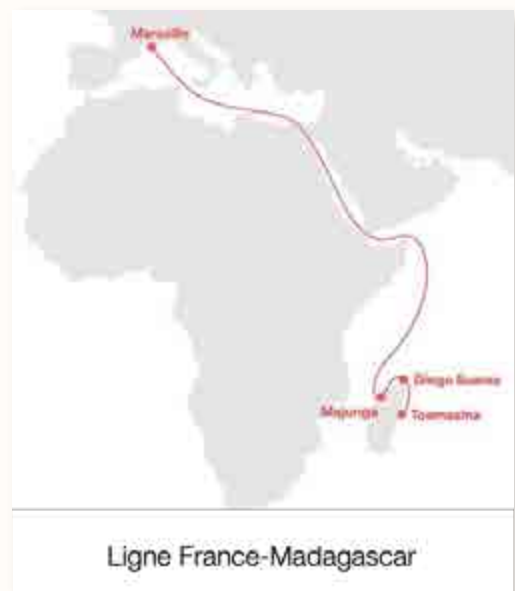 Marseille
Diego Suarez
Majunga
Toamasina
Ligne France-Madagascar